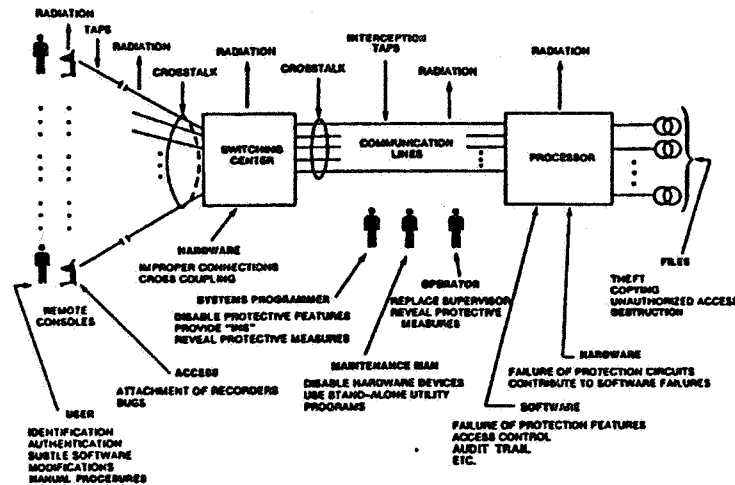 RADIATION
TAPS
RADIATION
CROSSTALK
RADIATION
CROSSTALK
INTERCEPTION
TAPS
RADIATION
RADIATION
SWITCHING
CENTER
COMMUNICATION
LINES
PROCESSOR
HARDWARE
IMPROPER CONNECTIONS
CROSS COUPLING
SYSTEMS PROGRAMMER
DISABLE PROTECTIVE FEATURES
PROVIDE "INS"
REVEAL PROTECTIVE MEASURES
OPERATOR
REPLACE SUPERVISOR
REVEAL PROTECTIVE
MEASURES
FILES
THEFT
COPYING
UNAUTHORIZED ACCESS
DESTRUCTION
REMOTE
CONSOLES
ACCESS
ATTACHMENT OF RECORDERS
BUGS
MAINTENANCE MAN
DISABLE HARDWARE DEVICES
USE STAND-ALONE UTILITY
PROGRAMS
HARDWARE
FAILURE OF PROTECTION CIRCUITS
CONTRIBUTE TO SOFTWARE FAILURES
USER
IDENTIFICATION
AUTHENTICATION
SUBTLE SOFTWARE
MODIFICATIONS
MANUAL PROCEDURES
SOFTWARE
FAILURE OF PROTECTION FEATURES
ACCESS CONTROL
AUDIT TRAIL
ETC.